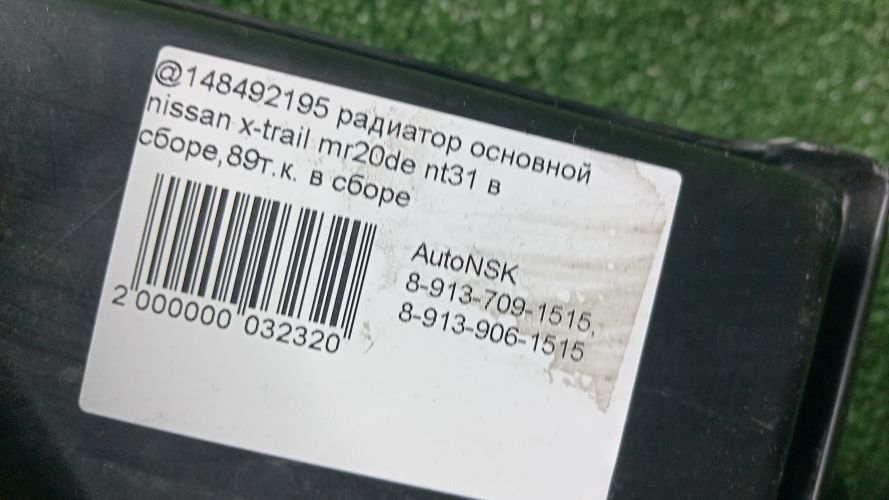 @148492195 радиатор основной
nissan x-trail mr20de nt31 в
сборе,89т.к. в сборе
AutoNSK
8-913-709-1515,
8-913-906-1515
2 000000 032320